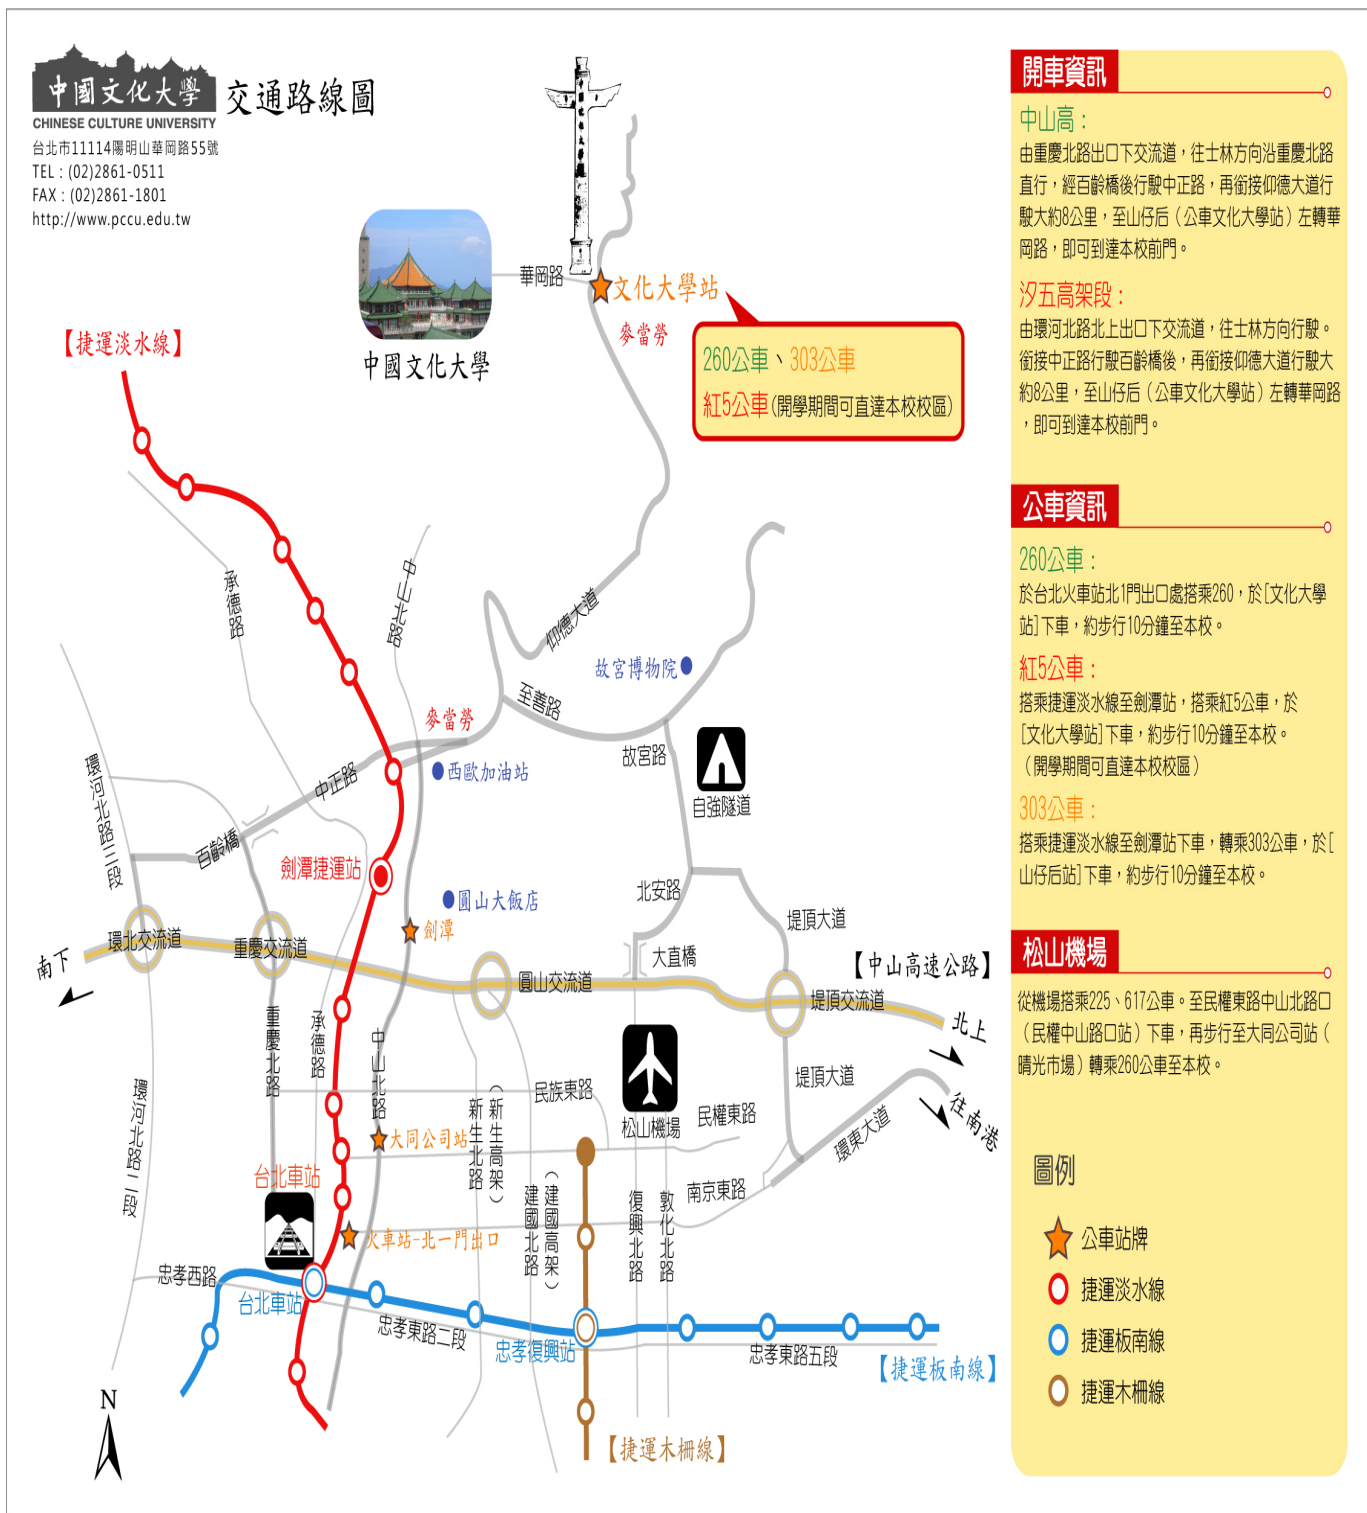 中國文化大學
CHINESE CULTURE UNIVERSITY
交通路線圖
台北市11114陽明山華岡路55號
TEL : (02)2861-0511
FAX : (02)2861-1801
http://www.pccu.edu.tw
中國文化大學
華岡路
文化大學站
麥當勞
260公車、303公車
紅5公車(開學期間可直達本校校區)
【捷運淡水線】
承德路
中山北路
仰德大道
故宮博物院
至善路
麥當勞
故宮路
自強隧道
環河北路三段
中正路
西歐加油站
百齡橋
劍潭捷運站
圓山大飯店
劍潭
北安路
堤頂大道
大直橋
南下
環北交流道
重慶交流道
圓山交流道
【中山高速公路】
堤頂交流道
北上
重慶北路
承德路
中山北路
環河北路二段
民族東路
松山機場
民權東路
堤頂大道
環東大道
往南港
大同公司站
新生北路
（新生高架）
台北車站
火車站-北一門出口
建國北路
（建國高架）
復興北路
敦化北路
南京東路
忠孝西路
台北車站
忠孝東路二段
忠孝復興站
忠孝東路五段
【捷運板南線】
【捷運木柵線】
N
開車資訊
中山高：
由重慶北路出口下交流道，往士林方向沿重慶北路
直行，經百齡橋後行駛中正路，再銜接仰德大道行
駛大約8公里，至山仔后（公車文化大學站）左轉華
岡路，即可到達本校前門。
汐五高架段：
由環河北路北上出口下交流道，往士林方向行駛。
銜接中正路行駛百齡橋後，再銜接仰德大道行駛大
約8公里，至山仔后（公車文化大學站）左轉華岡路
，即可到達本校前門。
公車資訊
260公車：
於台北火車站北1門出口處搭乘260，於[文化大學
站]下車，約步行10分鐘至本校。
紅5公車：
搭乘捷運淡水線至劍潭站，搭乘紅5公車，於
[文化大學站]下車，約步行10分鐘至本校。
（開學期間可直達本校校區）
303公車：
搭乘捷運淡水線至劍潭站下車，轉乘303公車，於[
山仔后站]下車，約步行10分鐘至本校。
松山機場
從機場搭乘225、617公車。至民權東路中山北路口
（民權中山路口站）下車，再步行至大同公司站（
晴光市場）轉乘260公車至本校。
圖例
公車站牌
捷運淡水線
捷運板南線
捷運木柵線